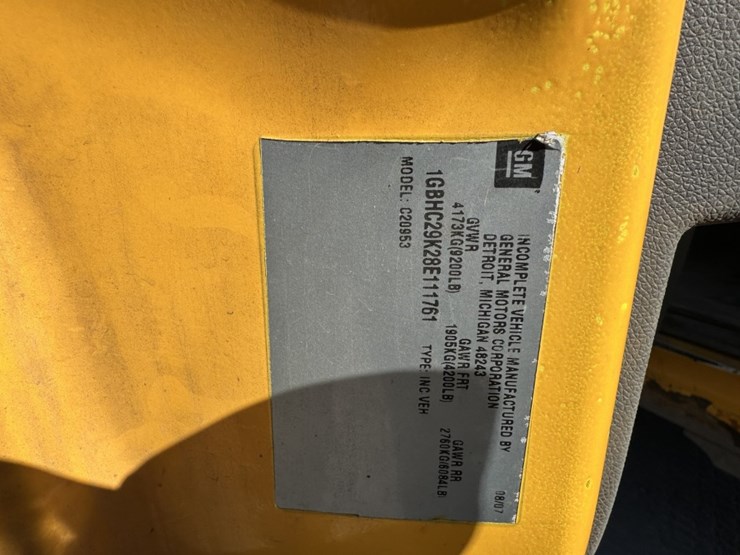 GM
INCOMPLETE VEHICLE MANUFACTURED BY
GENERAL MOTORS CORPORATION
DETROIT, MICHIGAN 48243
08/07
GVWR GAWR FRT GAWR RR
4173KG(9200LB) 1905KG(4200LB) 2760KG(6084LB)
1GBHC29K28E111761
MODEL: C20953 TYPE: INC VEH